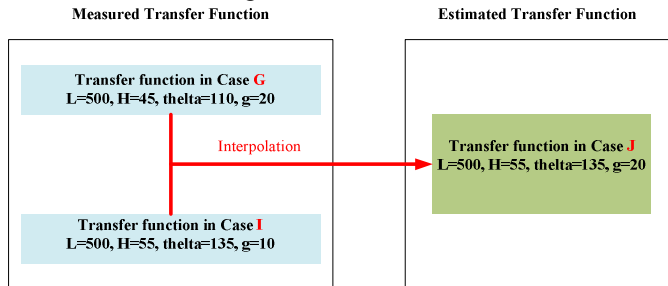 Measured Transfer Function
Estimated Transfer Function
Transfer function in Case G
L=500, H=45, thelta=110, g=20
Interpolation
Transfer function in Case J
L=500, H=55, thelta=135, g=20
Transfer function in Case I
L=500, H=55, thelta=135, g=10